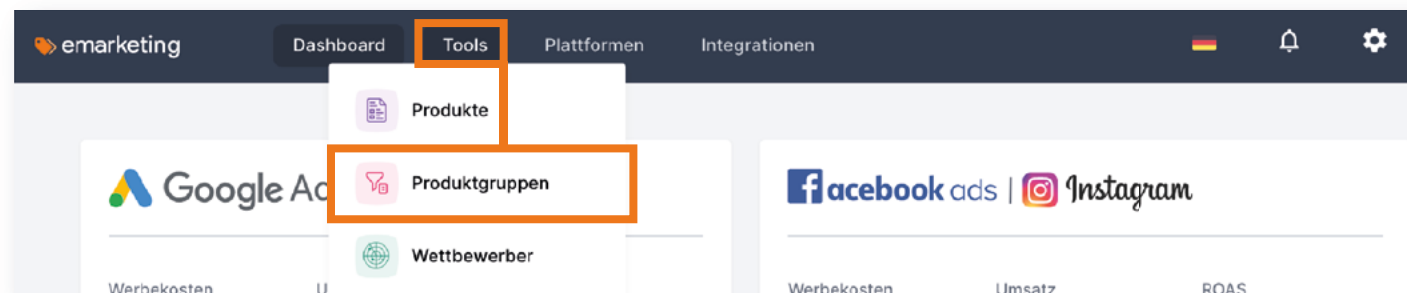 emarketing Dashboard Tools Plattformen Integrationen
Produkte
Google Ad
Produktgruppen
facebook ads | Instagram
Wettbewerber
Werbekosten U
Werbekosten Umsatz ROAS